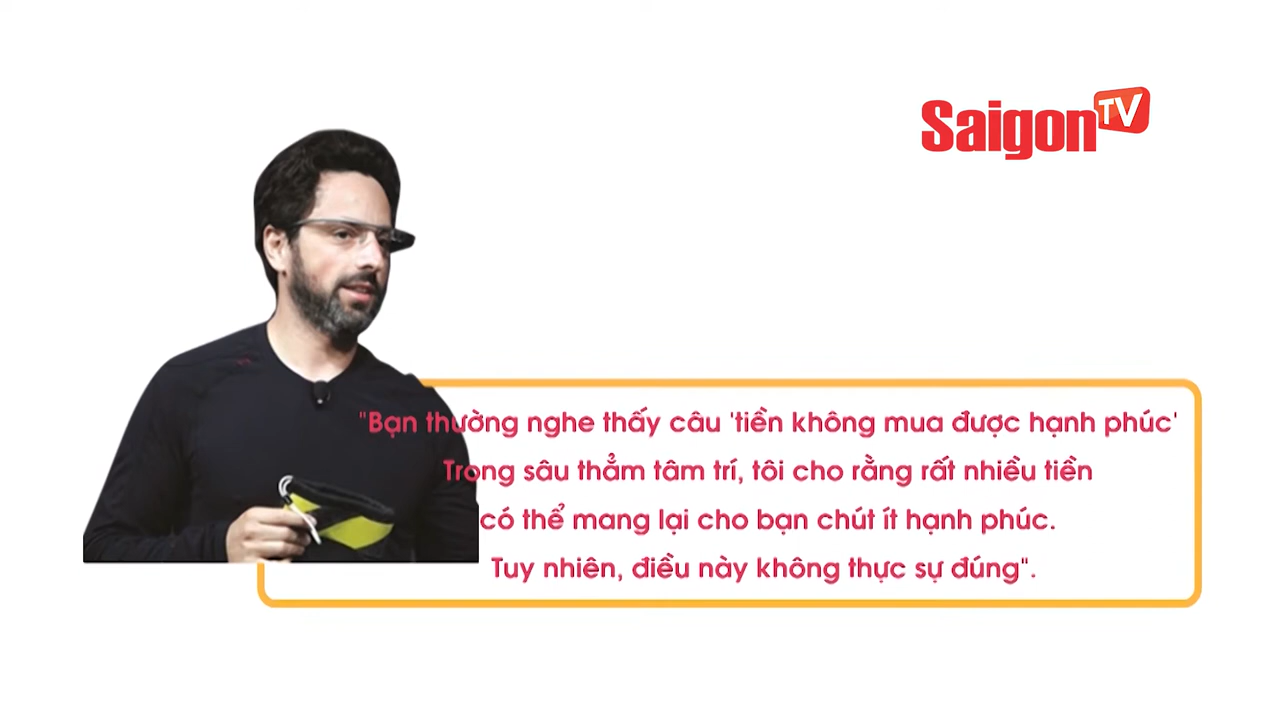 Saigon TV
"Bạn thường nghe thấy câu 'tiền không mua được hạnh phúc'
Trong sâu thẳm tâm trí, tôi cho rằng rất nhiều tiền
có thể mang lại cho bạn chút ít hạnh phúc.
Tuy nhiên, điều này không thực sự đúng".